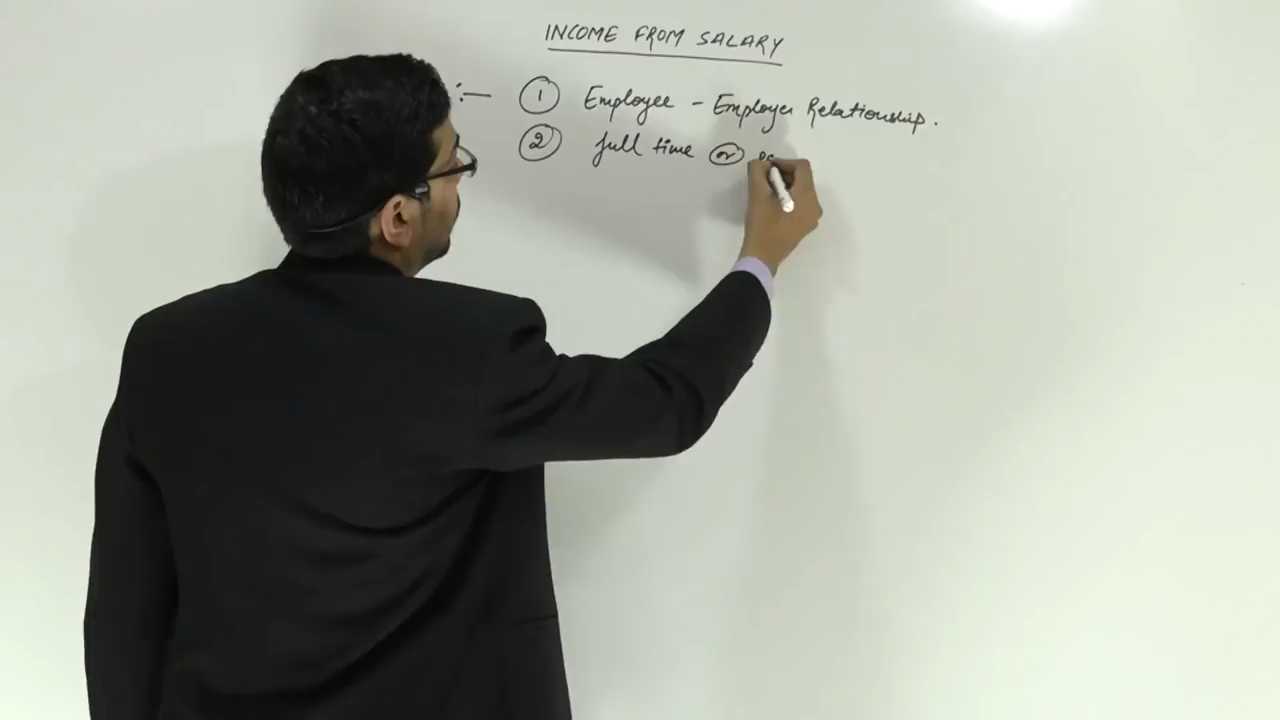 INCOME FROM SALARY
:— ① Employee - Employer Relationship.
② full time or